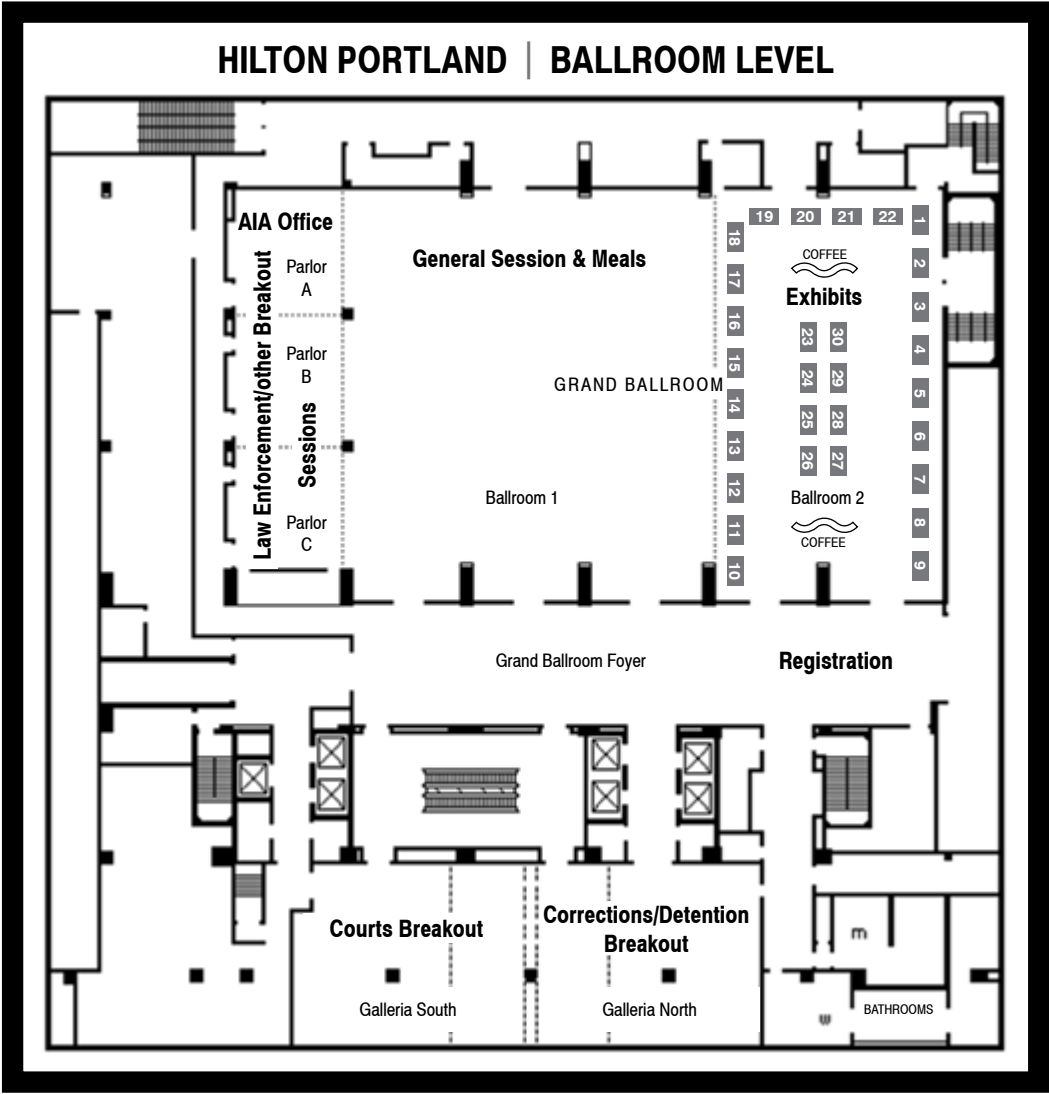 HILTON PORTLAND | BALLROOM LEVEL
AIA Office
Parlor
A
Law Enforcement/other Breakout
Sessions
Parlor
B
Parlor
C
General Session & Meals
GRAND BALLROOM
Ballroom 1
19 20 21 22
1
2
3
4
5
6
7
8
9
18
17
16
15
14
13
12
11
10
COFFEE
Exhibits
23 30
24 29
25 28
26 27
Ballroom 2
COFFEE
Grand Ballroom Foyer
Registration
Courts Breakout
Galleria South
Corrections/Detention
Breakout
Galleria North
m
w
BATHROOMS